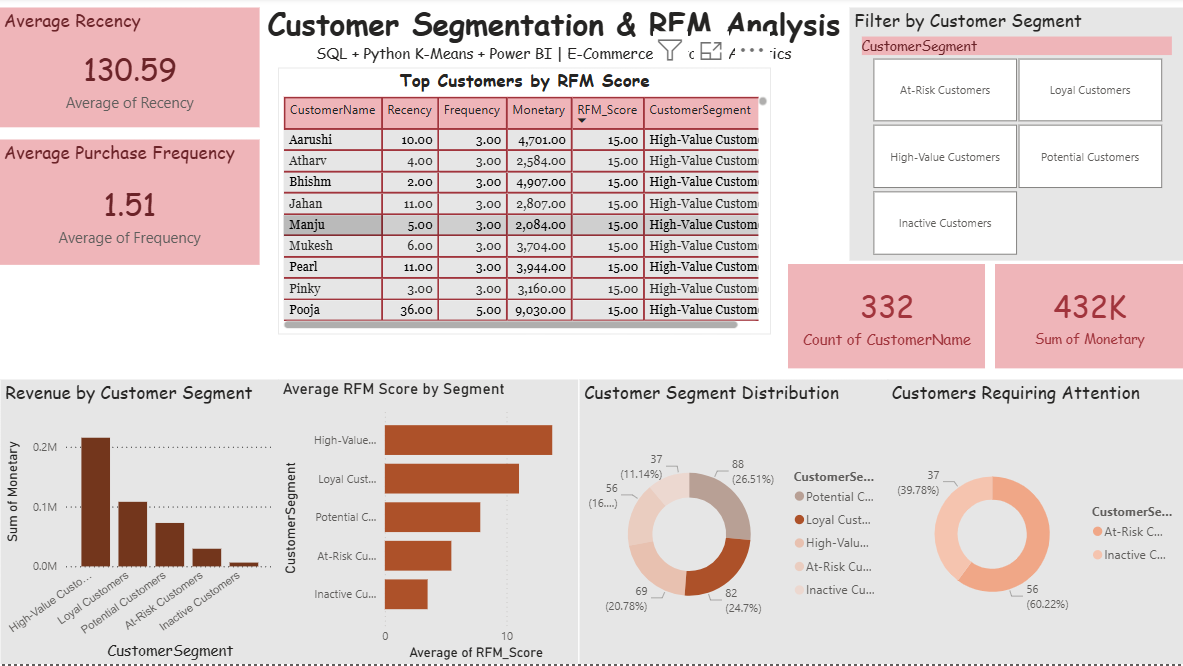 Average Recency
130.59
Average of Recency
Average Purchase Frequency
1.51
Average of Frequency
Customer Segmentation & RFM Analysis
SQL + Python K-Means + Power BI | E-Commerce
Top Customers by RFM Score
CustomerName Recency Frequency Monetary RFM_Score CustomerSegment
Aarushi 10.00 3.00 4,701.00 15.00 High-Value Custom
Atharv 4.00 3.00 2,584.00 15.00 High-Value Custom
Bhishm 2.00 3.00 4,907.00 15.00 High-Value Custom
Jahan 11.00 3.00 2,807.00 15.00 High-Value Custom
Manju 5.00 3.00 2,084.00 15.00 High-Value Custom
Mukesh 6.00 3.00 3,704.00 15.00 High-Value Custom
Pearl 11.00 3.00 3,944.00 15.00 High-Value Custom
Pinky 3.00 3.00 3,160.00 15.00 High-Value Custom
Pooja 36.00 5.00 9,030.00 15.00 High-Value Custom
Filter by Customer Segment
CustomerSegment
At-Risk Customers
Loyal Customers
High-Value Customers
Potential Customers
Inactive Customers
332
Count of CustomerName
432K
Sum of Monetary
Revenue by Customer Segment
Sum of Monetary
0.2M
0.1M
0.0M
High-Value Custo...
Loyal Customers
Potential Customers
At-Risk Customers
Inactive Customers
CustomerSegment
Average RFM Score by Segment
CustomerSegment
High-Value...
Loyal Cust...
Potential C...
At-Risk Cu...
Inactive Cu...
0 10
Average of RFM_Score
Customer Segment Distribution
88
(26.51%)
82
(24.7%)
69
(20.78%)
56
(16....)
37
(11.14%)
CustomerSe...
Potential C...
Loyal Cust...
High-Valu...
At-Risk Cu...
Inactive Cu...
Customers Requiring Attention
37
(39.78%)
56
(60.22%)
CustomerSe...
At-Risk C...
Inactive C...